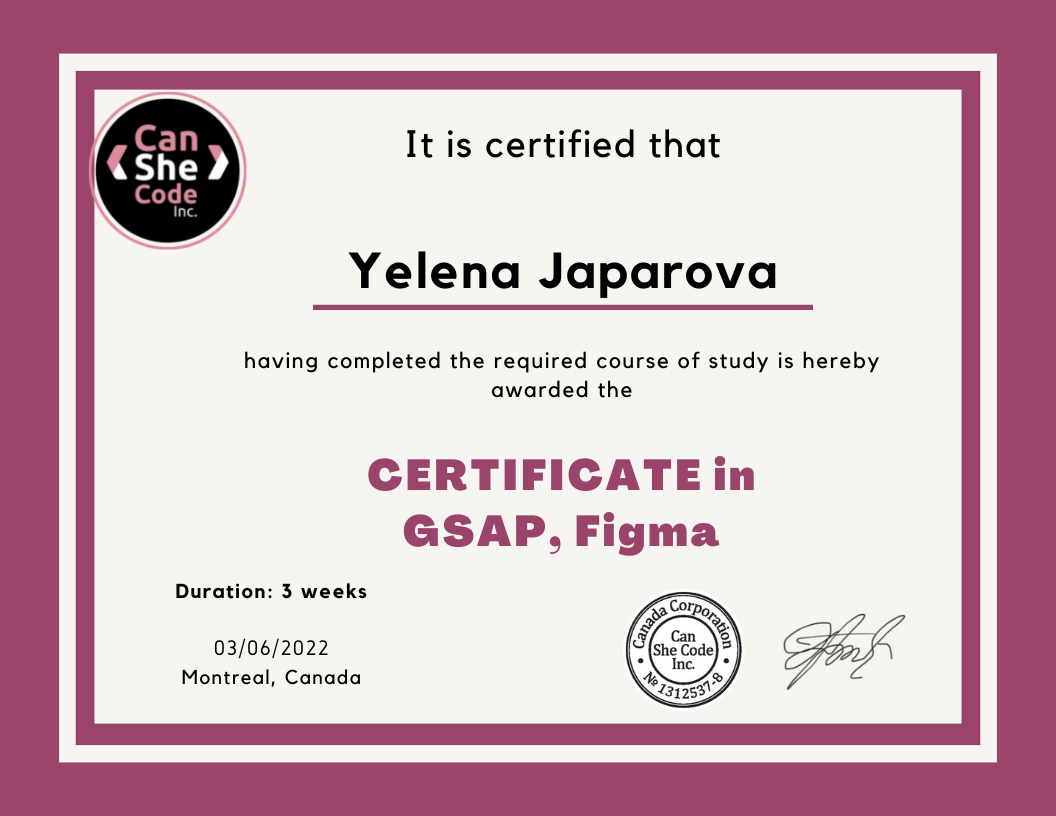 Can
She
Code
Inc.
It is certified that
Yelena Japarova
having completed the required course of study is hereby
awarded the
CERTIFICATE in
GSAP, Figma
Duration: 3 weeks
03/06/2022
Montreal, Canada
Canada Corporation
Can
She Code
Inc.
№ 1312537-8